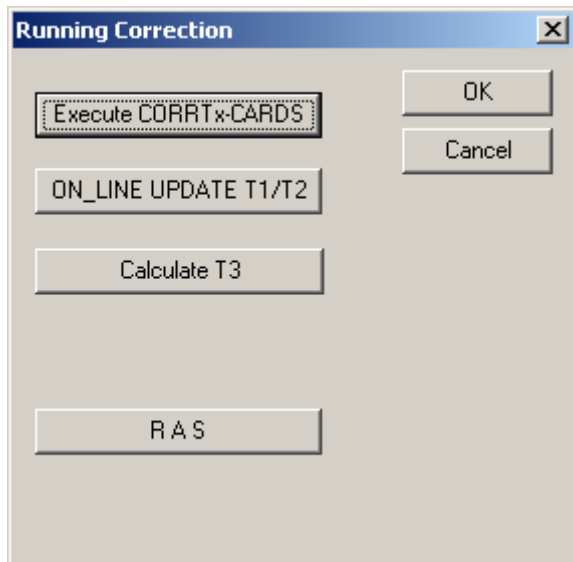 Running Correction
Execute CORRTx-CARDS
OK
ON_LINE UPDATE T1/T2
Cancel
Calculate T3
R A S